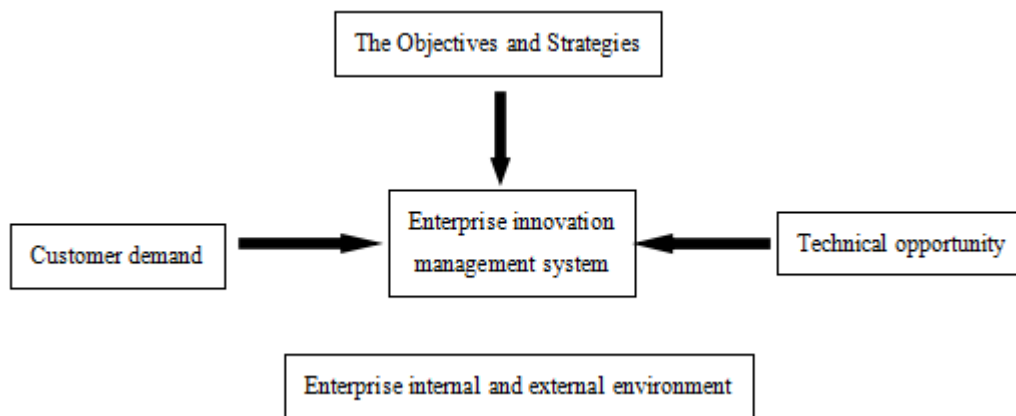 The Objectives and Strategies
Enterprise innovation
management system
Customer demand
Technical opportunity
Enterprise internal and external environment